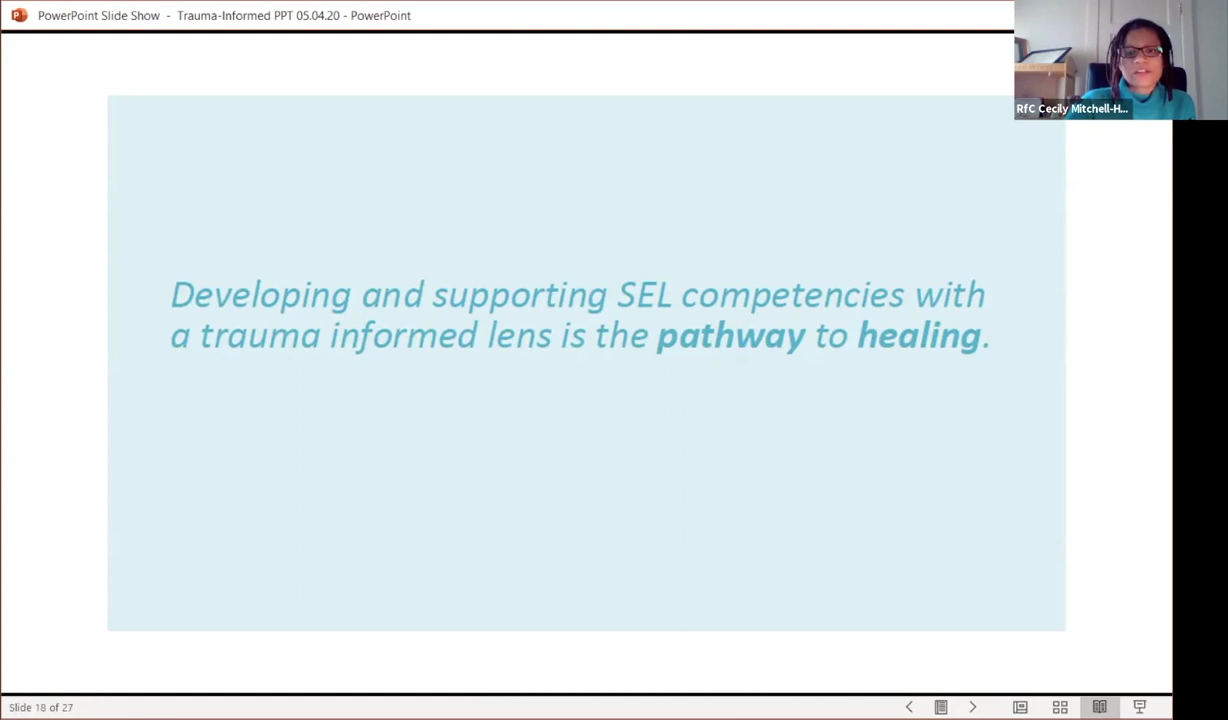 PowerPoint Slide Show - Trauma-Informed PPT 05.04.20 - PowerPoint
RfC Cecily Mitchell-H...
Developing and supporting SEL competencies with
a trauma informed lens is the pathway to healing.
Slide 18 of 27